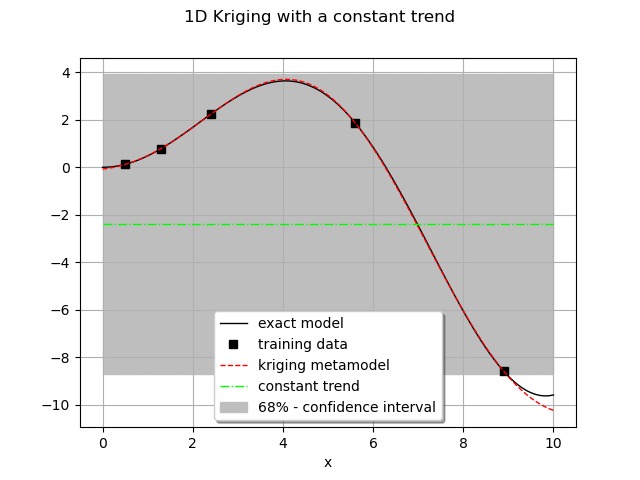 1D Kriging with a constant trend
4
2
0
−2
−4
−6
−8
−10
exact model
training data
kriging metamodel
constant trend
68% - confidence interval
0
2
4
6
8
10
x